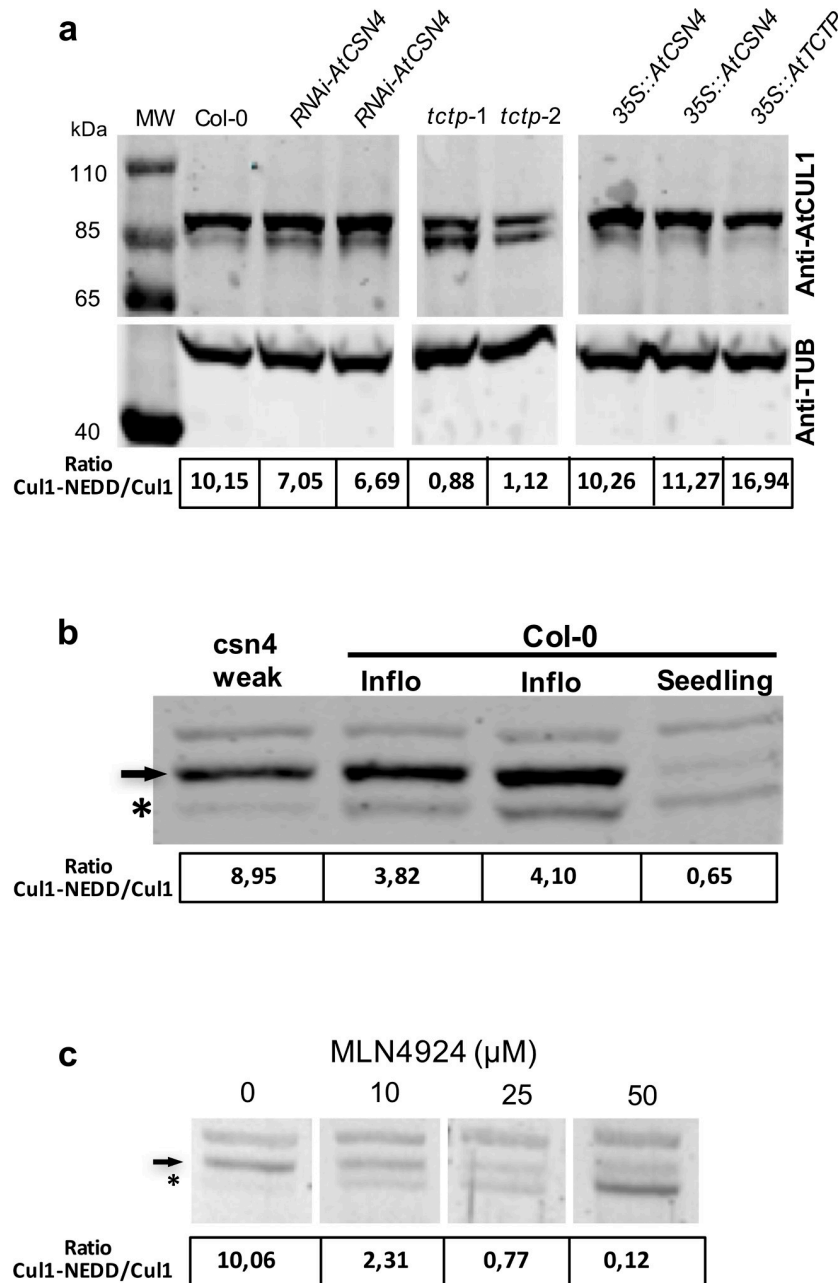 a
kDa
MW Col-0 RNAi-AtCSN4 RNAi-AtCSN4 tctp-1 tctp-2 35S::AtCSN4 35S::AtCSN4 35S::AtTCTP
110
85
65
Anti-AtCUL1
40
Anti-TUB
Ratio
Cul1-NEDD/Cul1
10,15 7,05 6,69 0,88 1,12 10,26 11,27 16,94
b
csn4
weak
Col-0
Inflo Inflo Seedling
*
Ratio
Cul1-NEDD/Cul1
8,95 3,82 4,10 0,65
c
MLN4924 (µM)
0 10 25 50
*
Ratio
Cul1-NEDD/Cul1
10,06 2,31 0,77 0,12